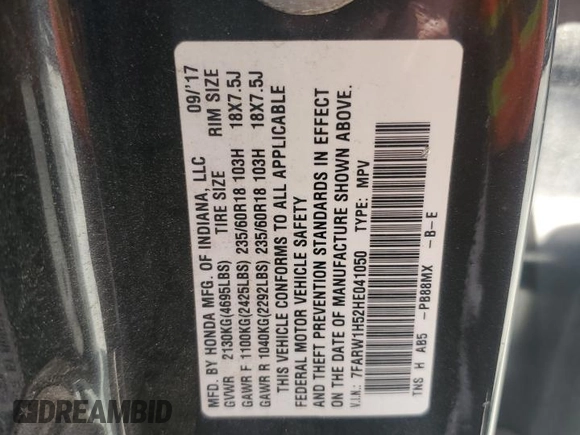 MFD. BY HONDA MFG. OF INDIANA, LLC 09/'17
GVWR 2130KG(4695LBS) TIRE SIZE RIM SIZE
GAWR F 1100KG(2425LBS) 235/60R18 103H 18X7.5J
GAWR R 1040KG(2292LBS) 235/60R18 103H 18X7.5J
THIS VEHICLE CONFORMS TO ALL APPLICABLE
FEDERAL MOTOR VEHICLE SAFETY
AND THEFT PREVENTION STANDARDS IN EFFECT
ON THE DATE OF MANUFACTURE SHOWN ABOVE.
V.I.N.: 7FARW1H52HE041050 TYPE: MPV
TNS H AB5 -PB88MX -B-E
DREAMBID